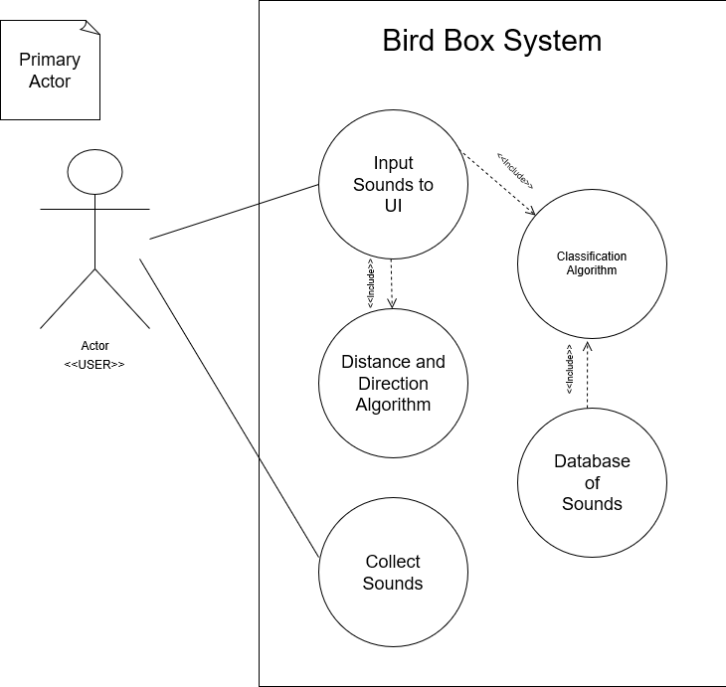 Bird Box System
Primary
Actor
Actor
<<USER>>
Input
Sounds to
UI
<<Include>>
Classification
Algorithm
<<Include>>
Distance and
Direction
Algorithm
<<Include>>
Database
of
Sounds
Collect
Sounds